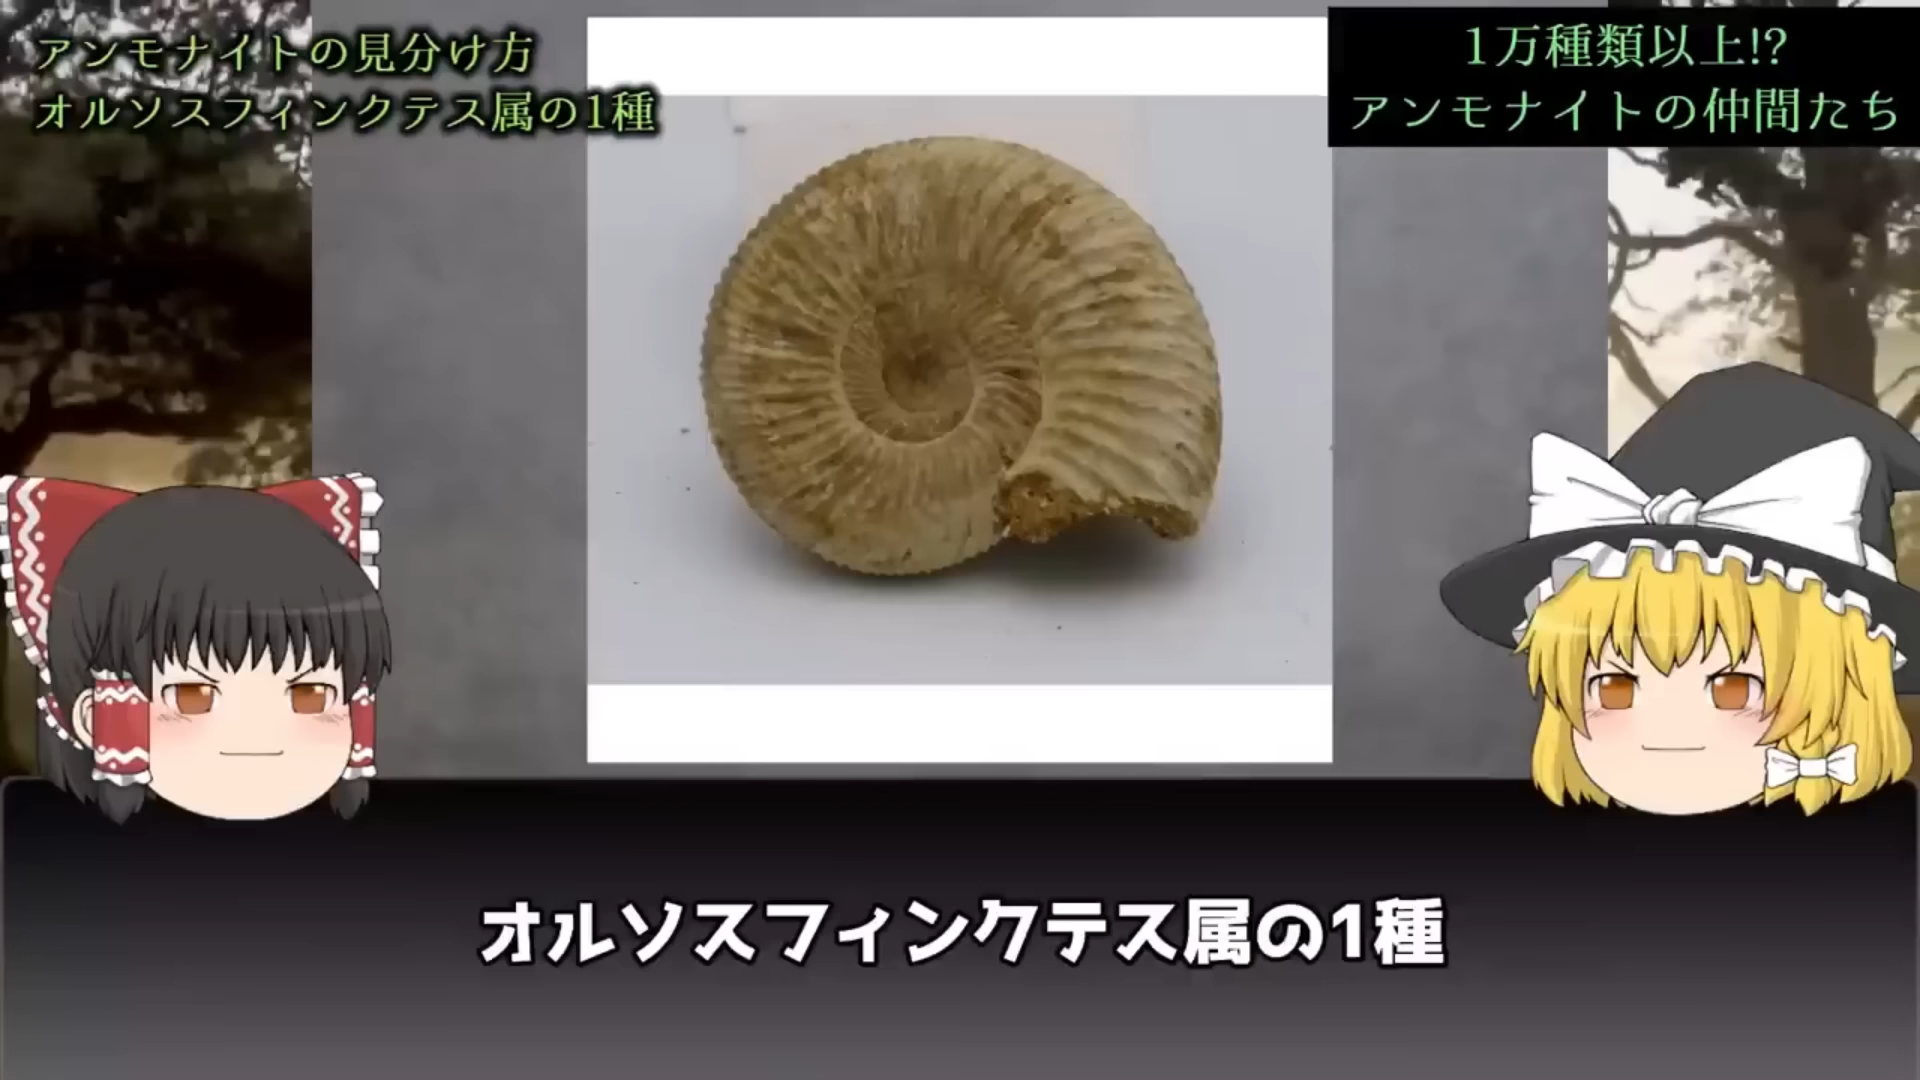 アンモナイトの見分け方
オルソスフィンクテス属の1種
1万種類以上!?
アンモナイトの仲間たち
オルソスフィンクテス属の1種